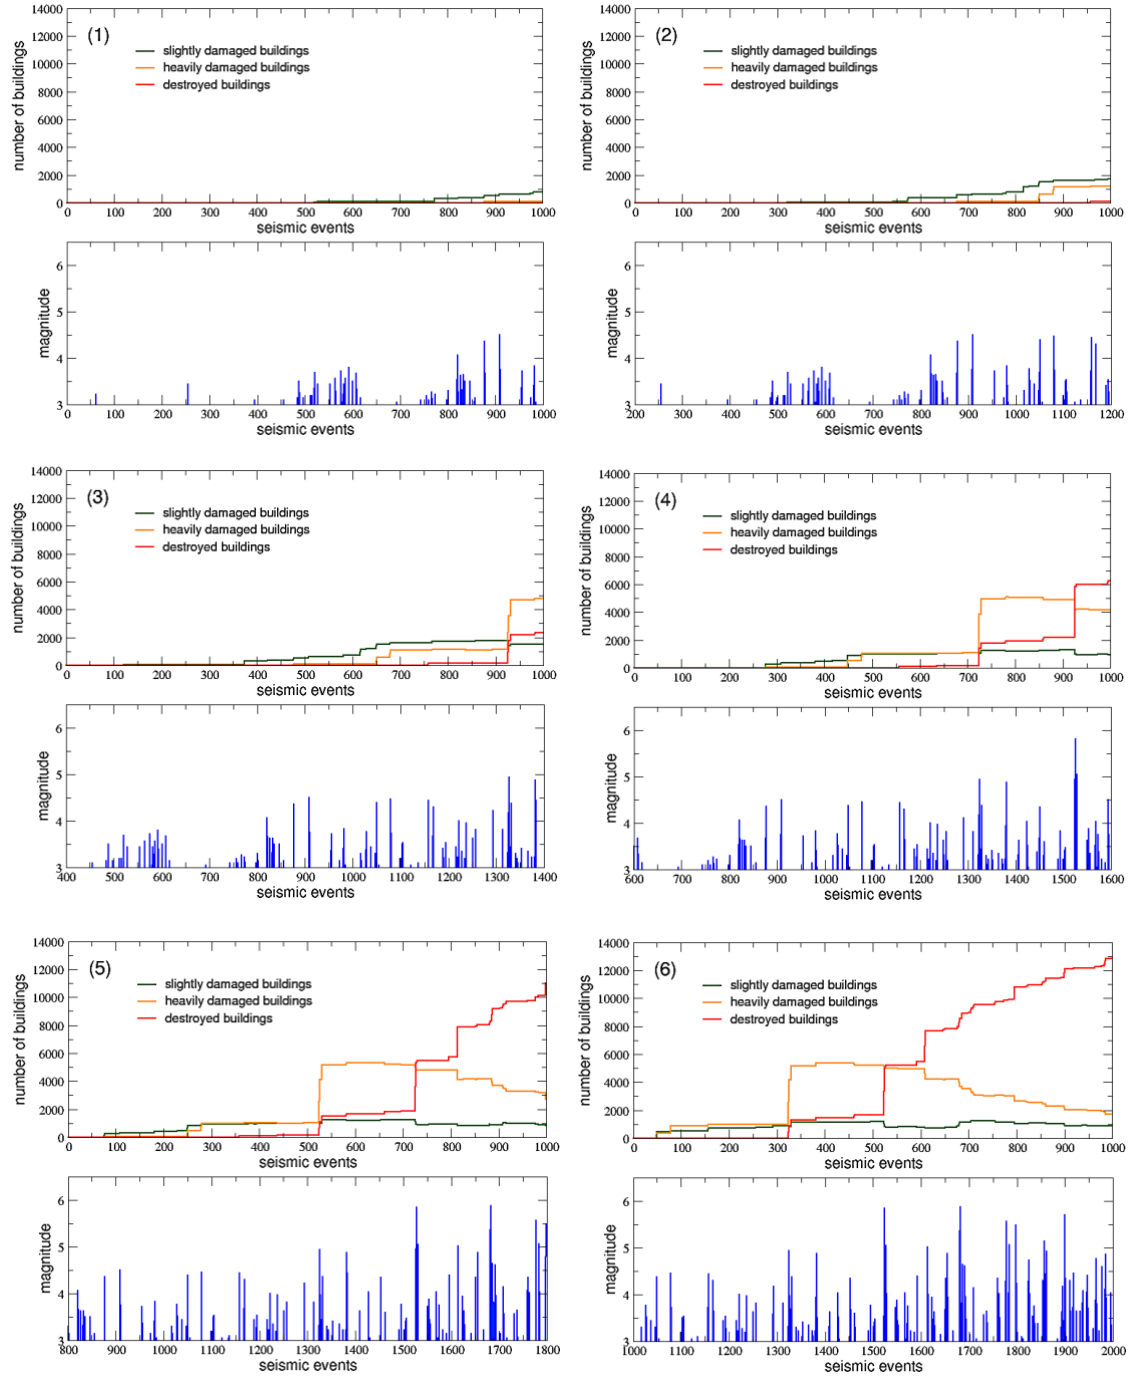 (1)
number of buildings
14000
12000
10000
8000
6000
4000
2000
0
slightly damaged buildings
heavily damaged buildings
destroyed buildings
0 100 200 300 400 500 600 700 800 900 1000
seismic events
magnitude
6
5
4
3
0 100 200 300 400 500 600 700 800 900 1000
seismic events
(2)
number of buildings
14000
12000
10000
8000
6000
4000
2000
0
slightly damaged buildings
heavily damaged buildings
destroyed buildings
0 100 200 300 400 500 600 700 800 900 1000
seismic events
magnitude
6
5
4
3
200 300 400 500 600 700 800 900 1000 1100 1200
seismic events
(3)
number of buildings
14000
12000
10000
8000
6000
4000
2000
0
slightly damaged buildings
heavily damaged buildings
destroyed buildings
0 100 200 300 400 500 600 700 800 900 1000
seismic events
magnitude
6
5
4
3
400 500 600 700 800 900 1000 1100 1200 1300 1400
seismic events
(4)
number of buildings
14000
12000
10000
8000
6000
4000
2000
0
slightly damaged buildings
heavily damaged buildings
destroyed buildings
0 100 200 300 400 500 600 700 800 900 1000
seismic events
magnitude
6
5
4
3
600 700 800 900 1000 1100 1200 1300 1400 1500 1600
seismic events
(5)
number of buildings
14000
12000
10000
8000
6000
4000
2000
0
slightly damaged buildings
heavily damaged buildings
destroyed buildings
0 100 200 300 400 500 600 700 800 900 1000
seismic events
magnitude
6
5
4
3
800 900 1000 1100 1200 1300 1400 1500 1600 1700 1800
seismic events
(6)
number of buildings
14000
12000
10000
8000
6000
4000
2000
0
slightly damaged buildings
heavily damaged buildings
destroyed buildings
0 100 200 300 400 500 600 700 800 900 1000
seismic events
magnitude
6
5
4
3
1000 1100 1200 1300 1400 1500 1600 1700 1800 1900 2000
seismic events